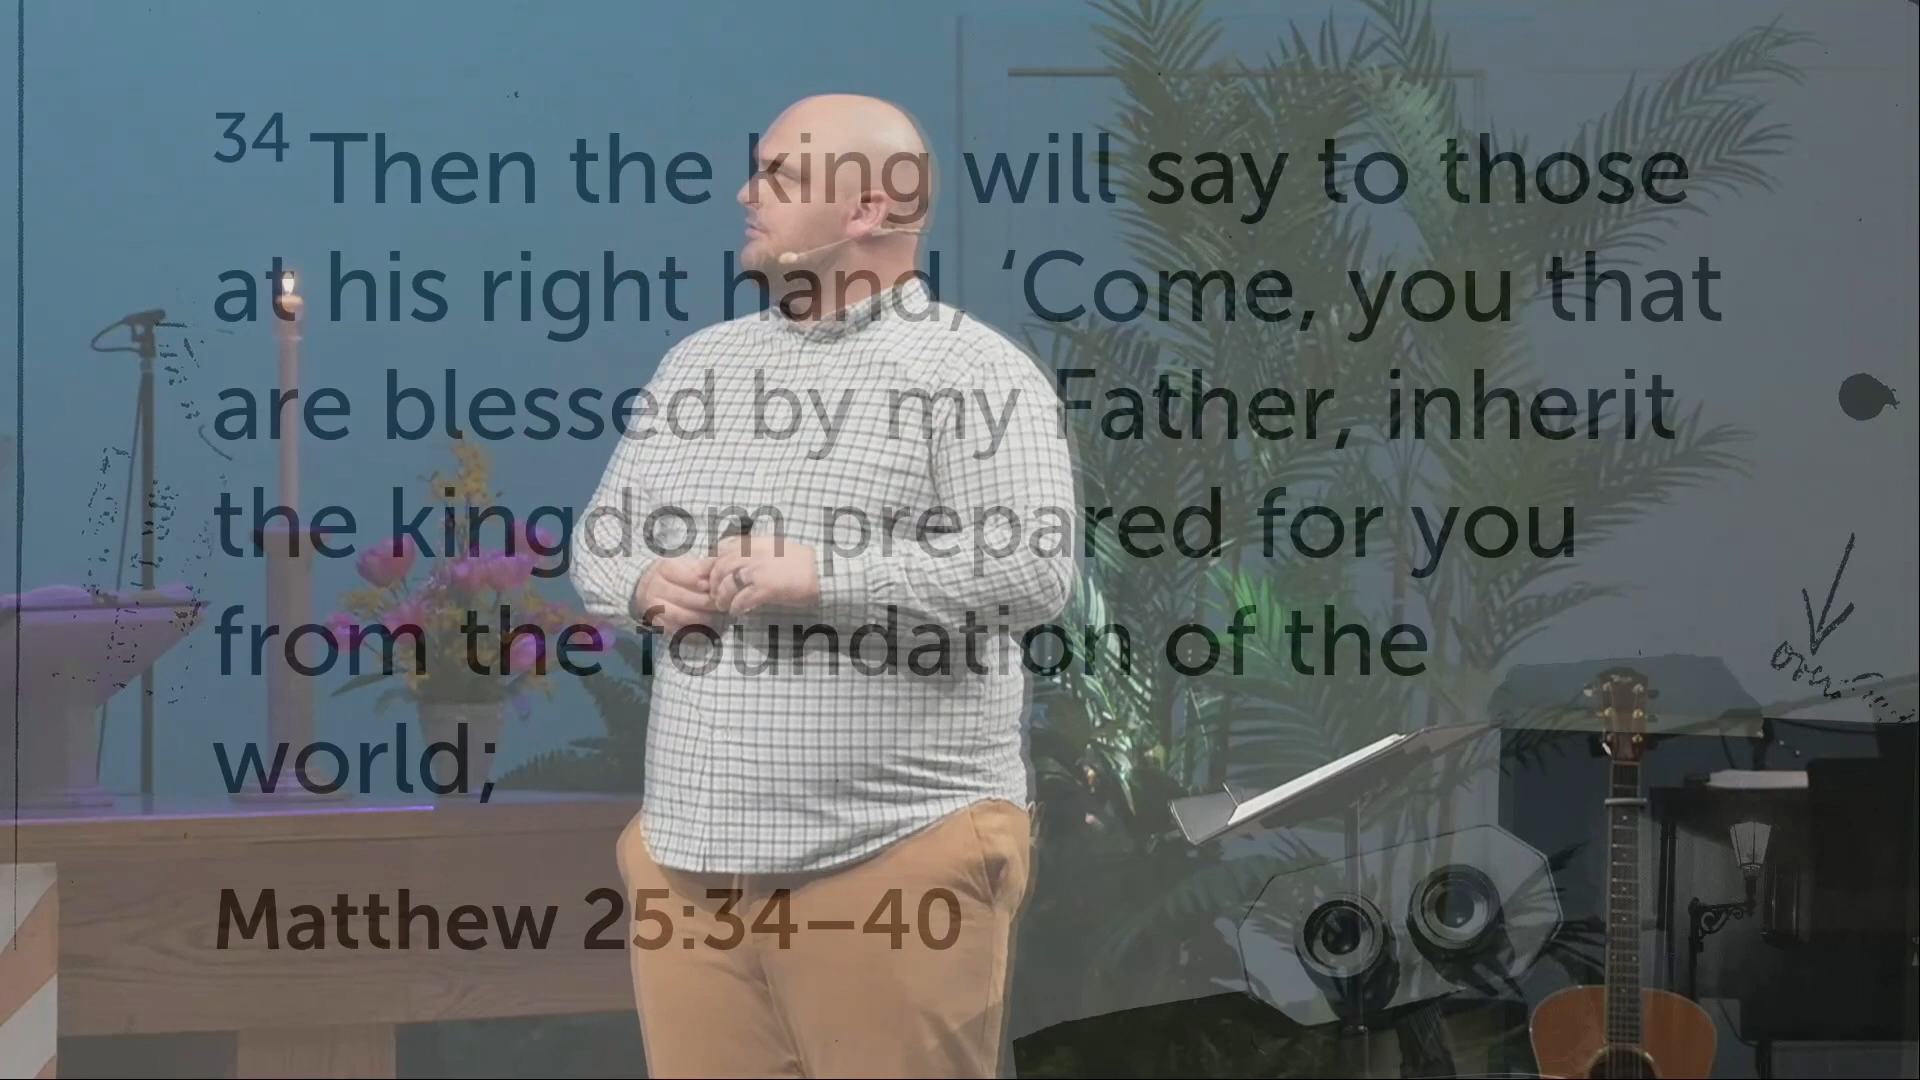 34 Then the king will say to those
at his right hand, ‘Come, you that
are blessed by my Father, inherit
the kingdom prepared for you
from the foundation of the
world;
Matthew 25:34–40